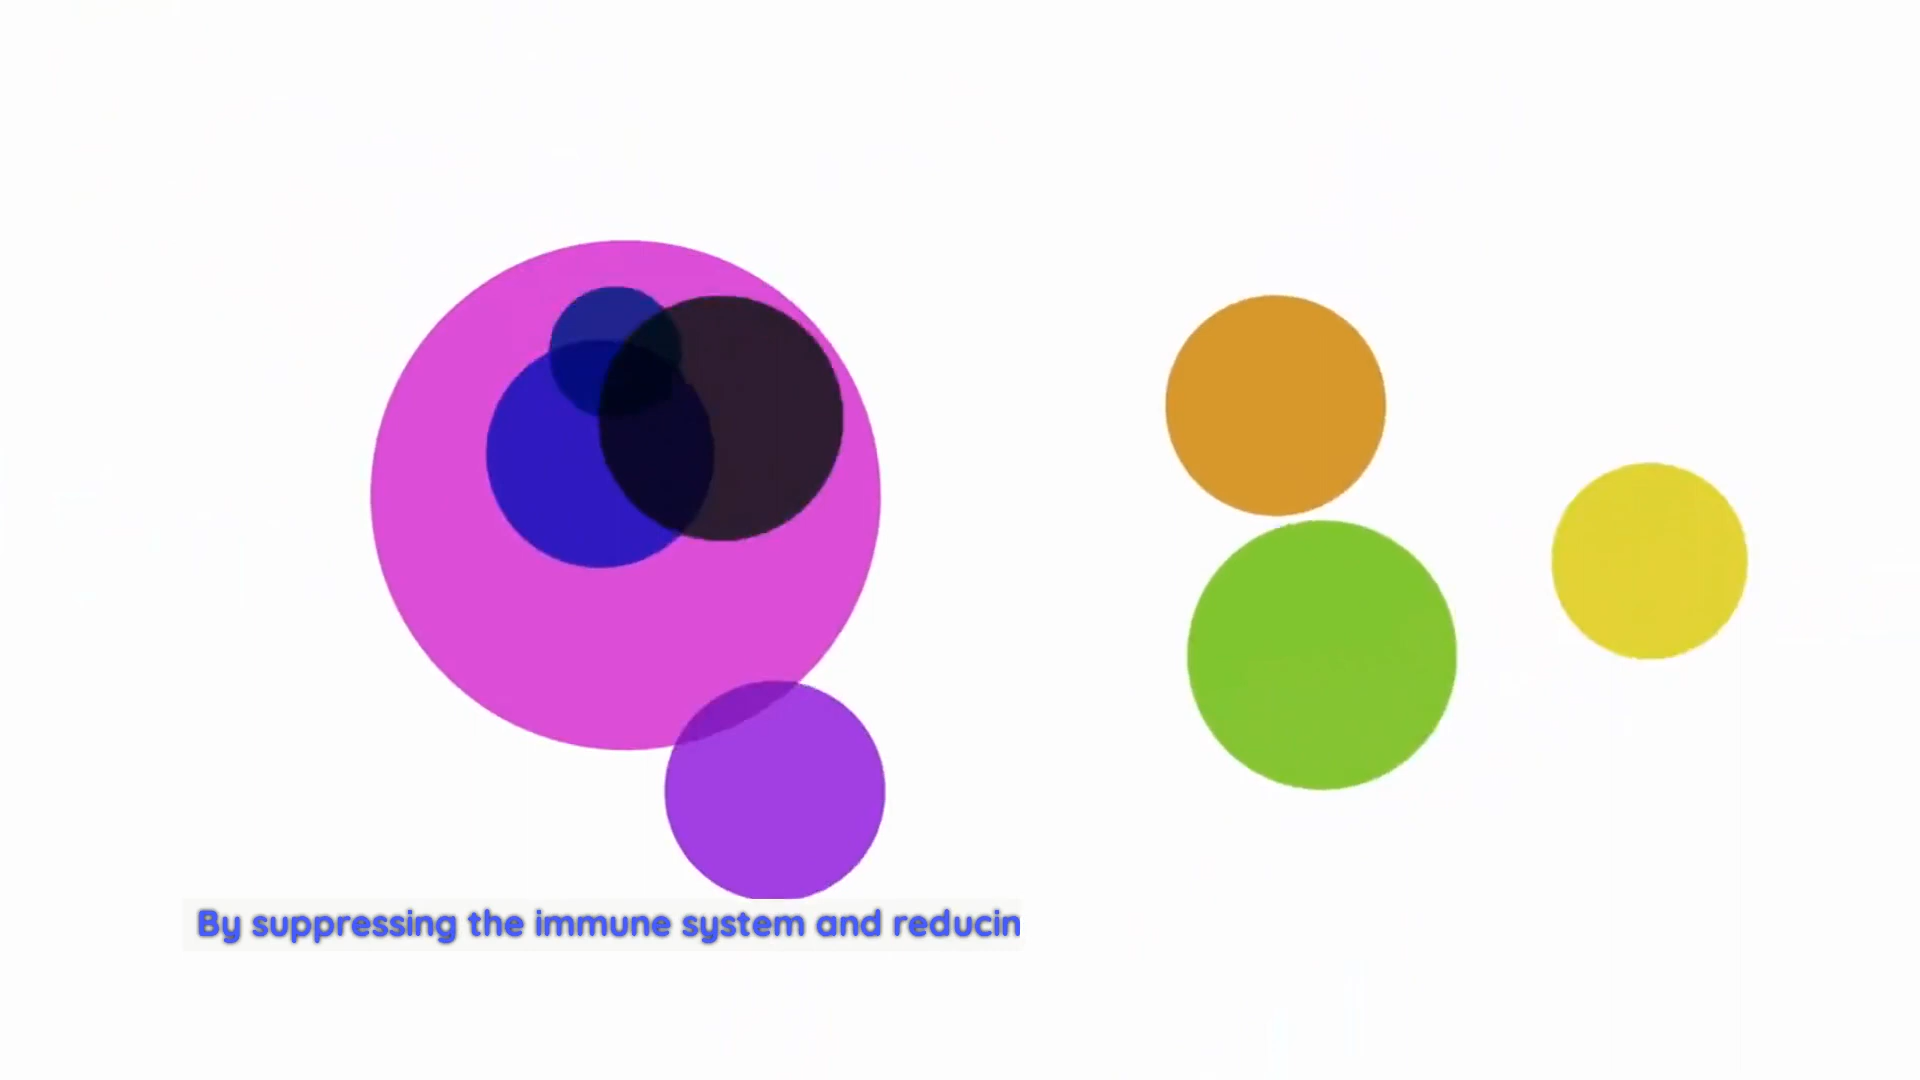 By suppressing the immune system and reducin